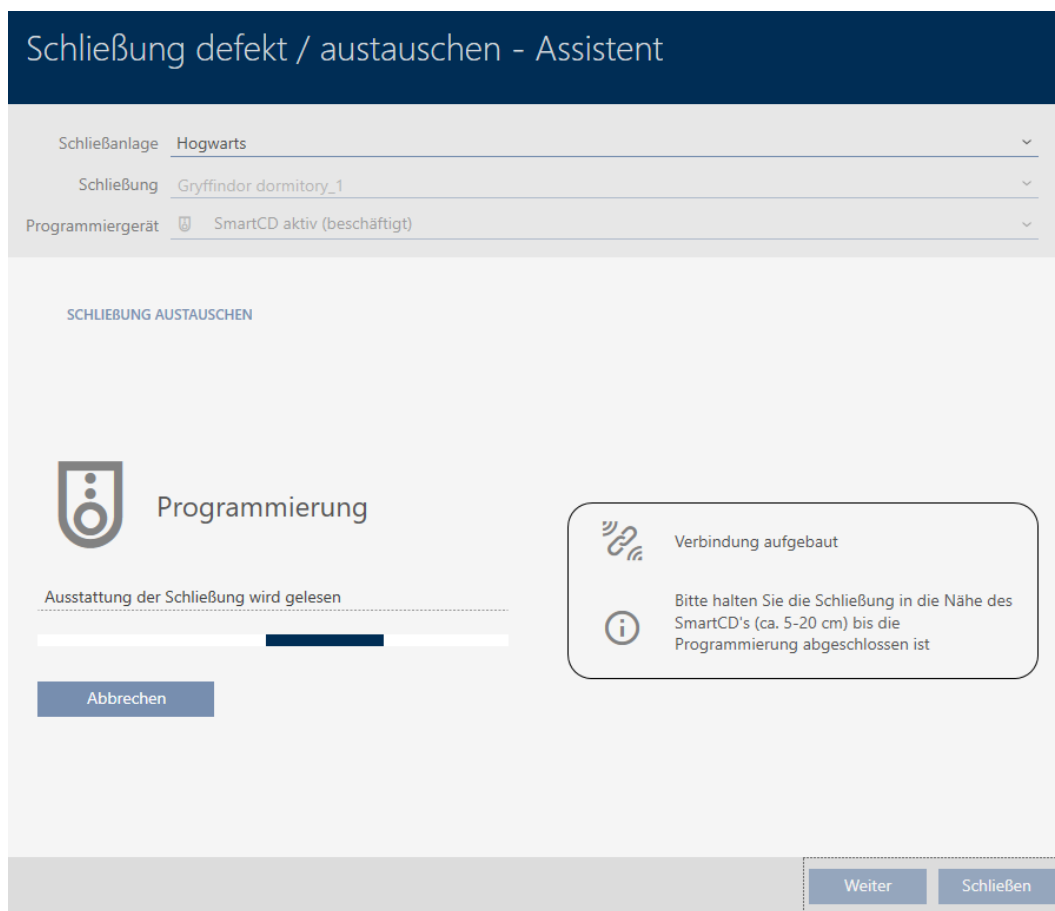 Schließung defekt / austauschen - Assistent
Schließanlage Hogwarts
Schließung Gryffindor dormitory_1
Programmiergerät SmartCD aktiv (beschäftigt)
SCHLIEßUNG AUSTAUSCHEN
Programmierung
Ausstattung der Schließung wird gelesen
Abbrechen
Verbindung aufgebaut
Bitte halten Sie die Schließung in die Nähe des
SmartCD's (ca. 5-20 cm) bis die
Programmierung abgeschlossen ist
Weiter
Schließen